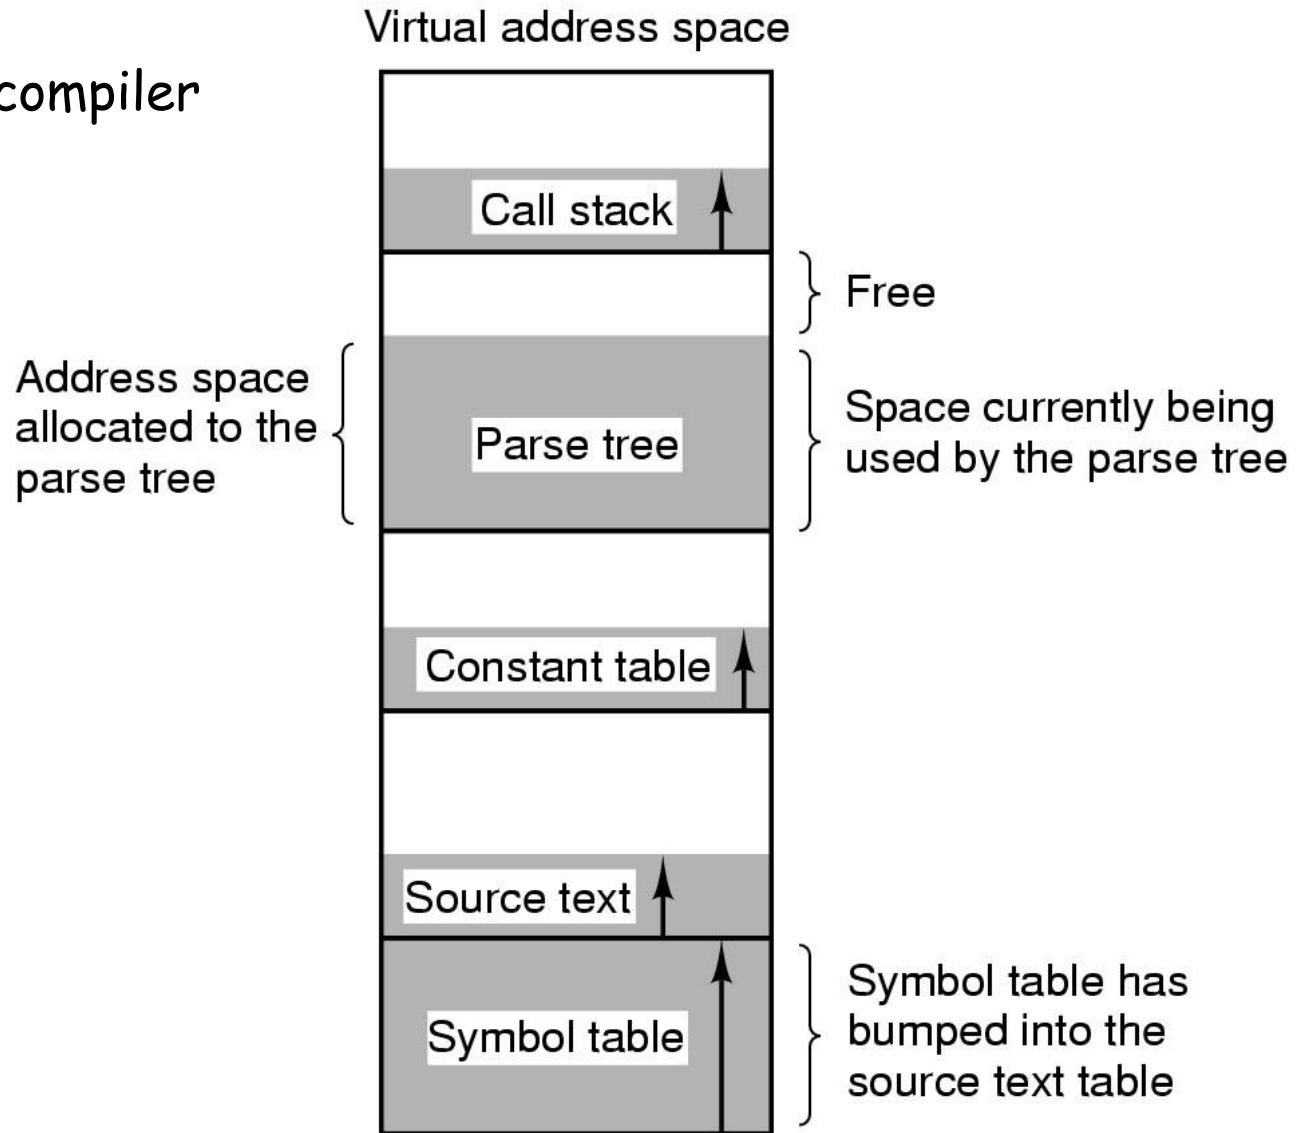 Virtual address space
compiler
Call stack
Free
Address space
allocated to the
parse tree
Parse tree
Space currently being
used by the parse tree
Constant table
Source text
Symbol table
Symbol table has
bumped into the
source text table